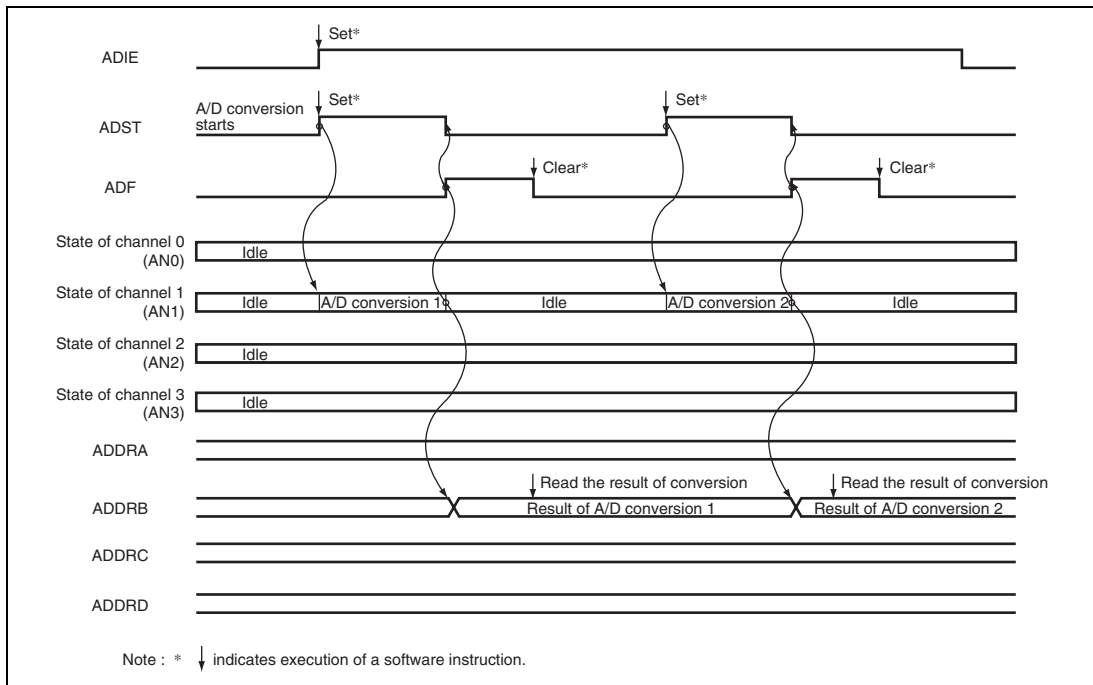 ADIE
Set*
A/D conversion
starts
ADST
Set*
Set*
ADF
Clear*
Clear*
State of channel 0
(AN0)
Idle
State of channel 1
(AN1)
Idle
A/D conversion 1
Idle
A/D conversion 2
Idle
State of channel 2
(AN2)
Idle
State of channel 3
(AN3)
Idle
ADDRA
Read the result of conversion
Read the result of conversion
ADDRB
Result of A/D conversion 1
Result of A/D conversion 2
ADDRC
ADDRD
Note : * indicates execution of a software instruction.